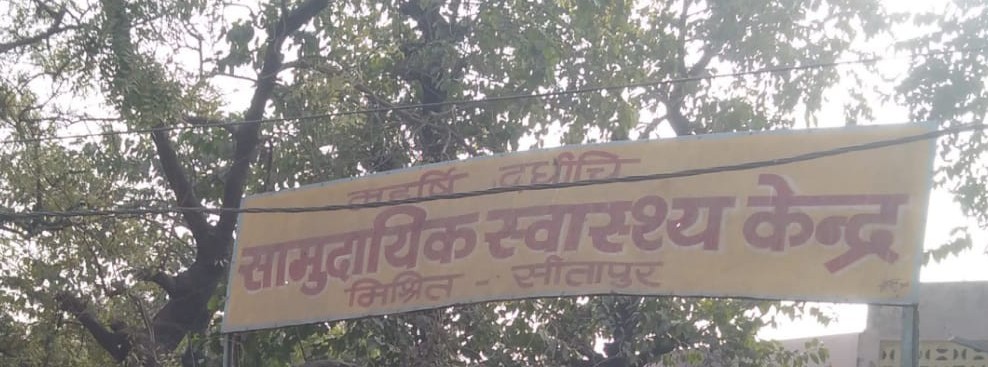 महर्षि दधीचि
सामुदायिक स्वास्थ्य केन्द्र
मिश्रित - सीतापुर